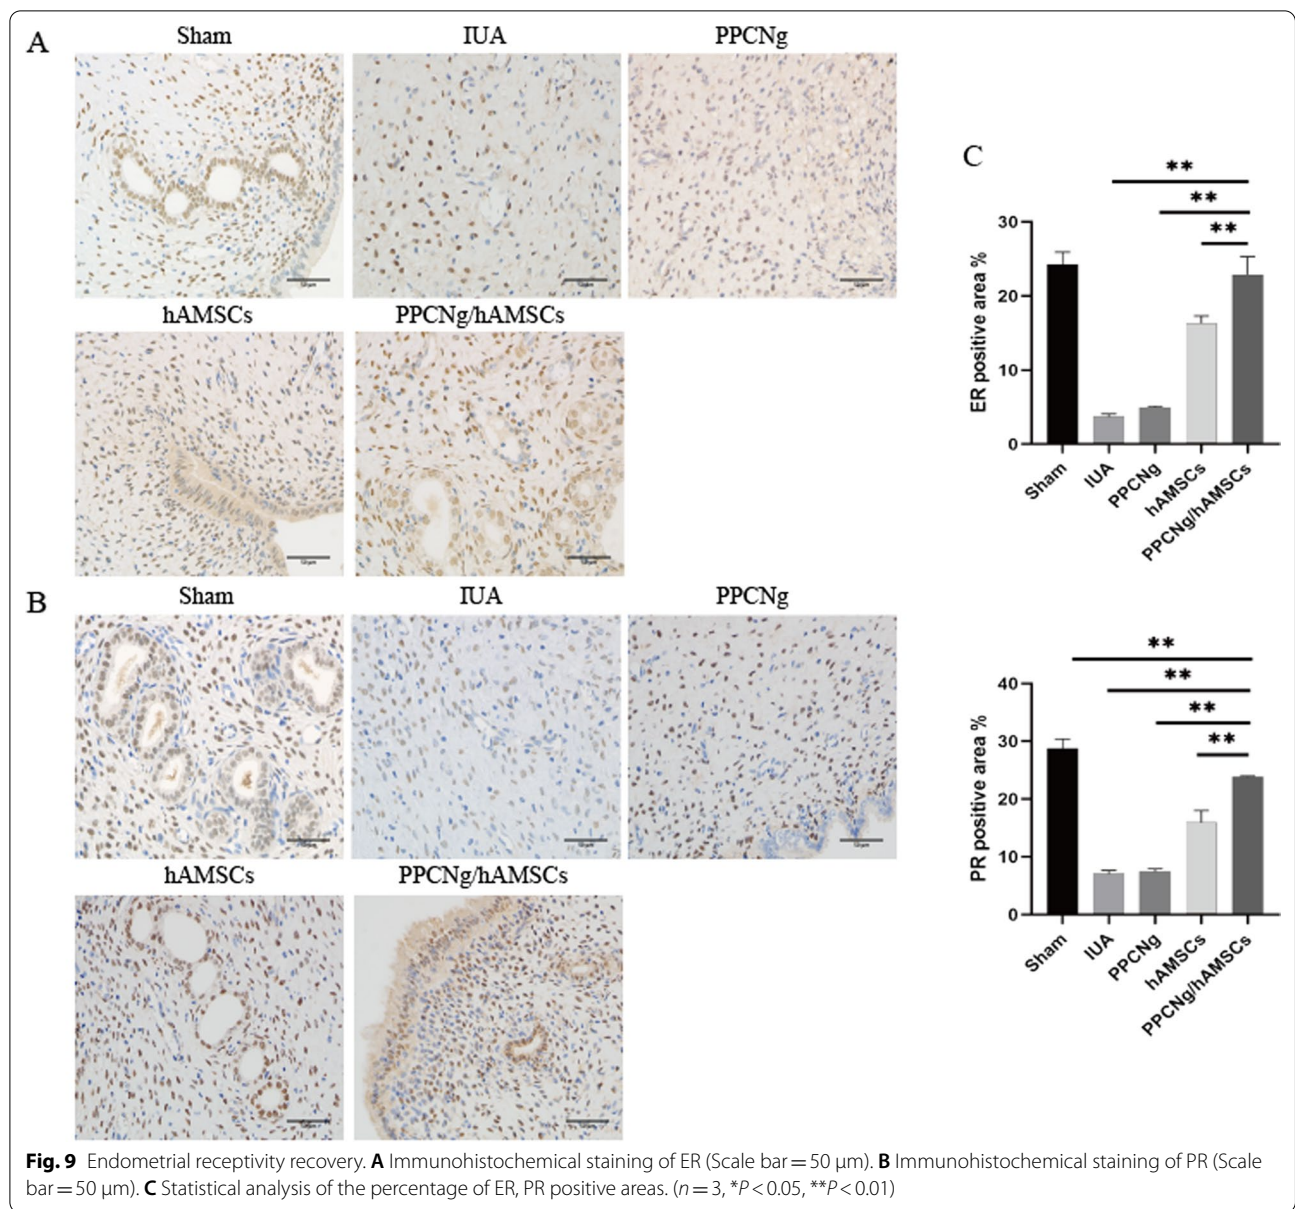 A
Sham
IUA
PPCNg
hAMSCs
PPCNg/hAMSCs
B
Sham
IUA
PPCNg
hAMSCs
PPCNg/hAMSCs
C
**
**
**
30
20
10
0
ER positive area %
Sham
IUA
PPCNg
hAMSCs
PPCNg/hAMSCs
**
**
**
**
40
30
20
10
0
PR positive area %
Sham
IUA
PPCNg
hAMSCs
PPCNg/hAMSCs
Fig. 9 Endometrial receptivity recovery. A Immunohistochemical staining of ER (Scale bar = 50 μm). B Immunohistochemical staining of PR (Scale
bar = 50 μm). C Statistical analysis of the percentage of ER, PR positive areas. (n = 3, *P < 0.05, **P < 0.01)